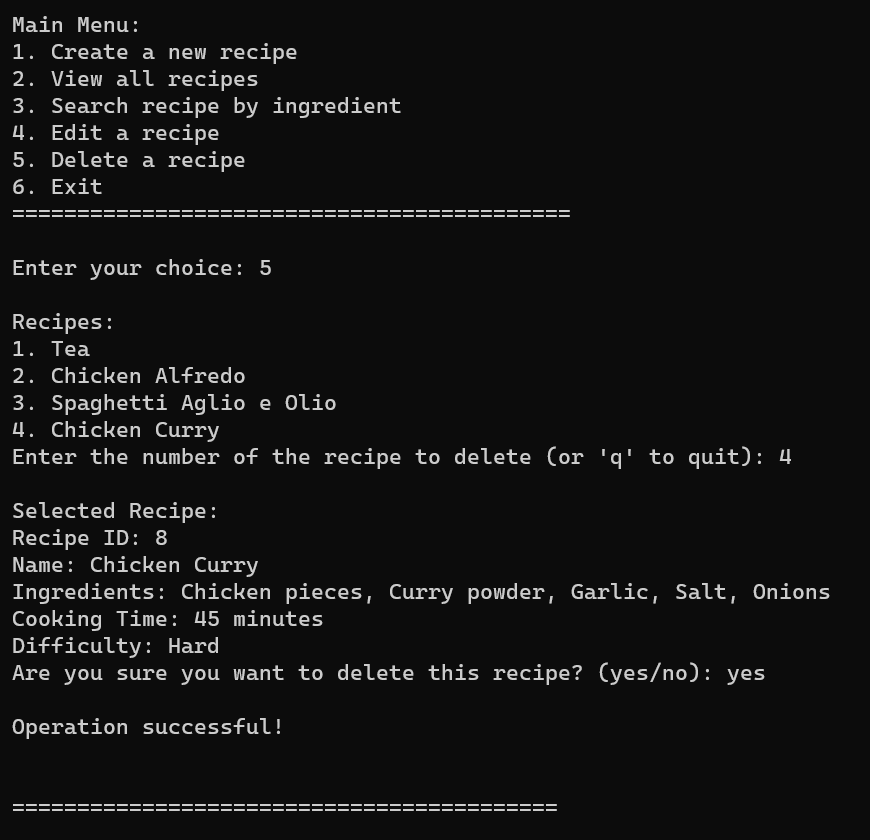 Main Menu:
1. Create a new recipe
2. View all recipes
3. Search recipe by ingredient
4. Edit a recipe
5. Delete a recipe
6. Exit
===========================================
Enter your choice: 5
Recipes:
1. Tea
2. Chicken Alfredo
3. Spaghetti Aglio e Olio
4. Chicken Curry
Enter the number of the recipe to delete (or 'q' to quit): 4
Selected Recipe:
Recipe ID: 8
Name: Chicken Curry
Ingredients: Chicken pieces, Curry powder, Garlic, Salt, Onions
Cooking Time: 45 minutes
Difficulty: Hard
Are you sure you want to delete this recipe? (yes/no): yes
Operation successful!
==========================================